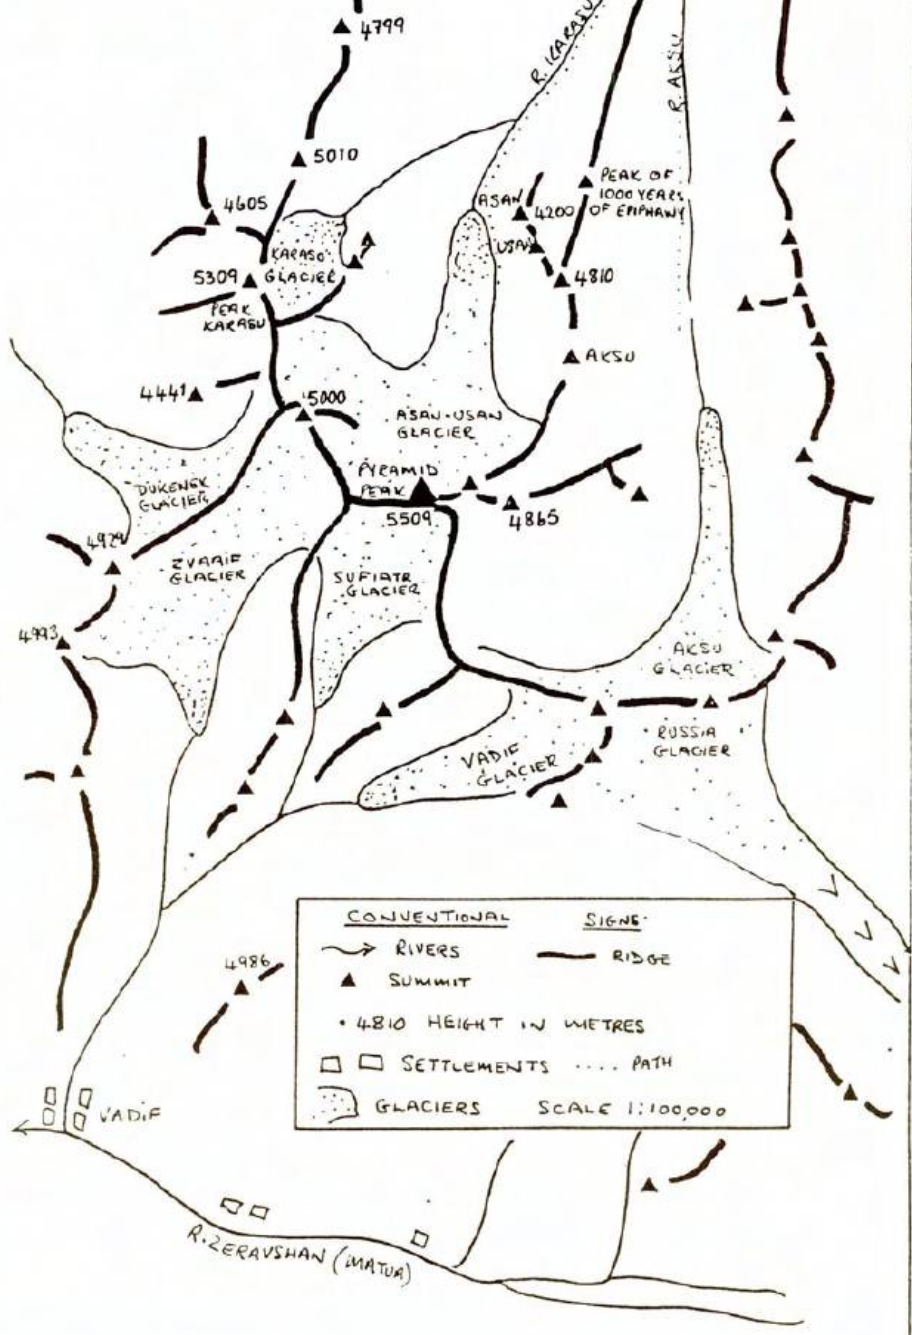 4799
R. KARASU
R. AKSU
5010
4605
ASAN
4200
PEAK OF
1000 YEARS
OF EPIPHANY
USAN
KARASO
GLACIER
5309
4810
PEAK
KARASU
AKSU
4441
5000
ASAN-USAN
GLACIER
PYRAMID
PEAK
DUKENEK
GLACIER
5509
4865
4929
ZVARIF
GLACIER
SUFIATR
GLACIER
4993
AKSU
GLACIER
RUSSIA
GLACIER
VADIF
GLACIER
CONVENTIONAL SIGNS
RIVERS
RIDGE
SUMMIT
4810 HEIGHT IN METRES
SETTLEMENTS .... PATH
GLACIERS SCALE 1:100,000
4986
VADIF
R. ZERAVSHAN (MATUA)